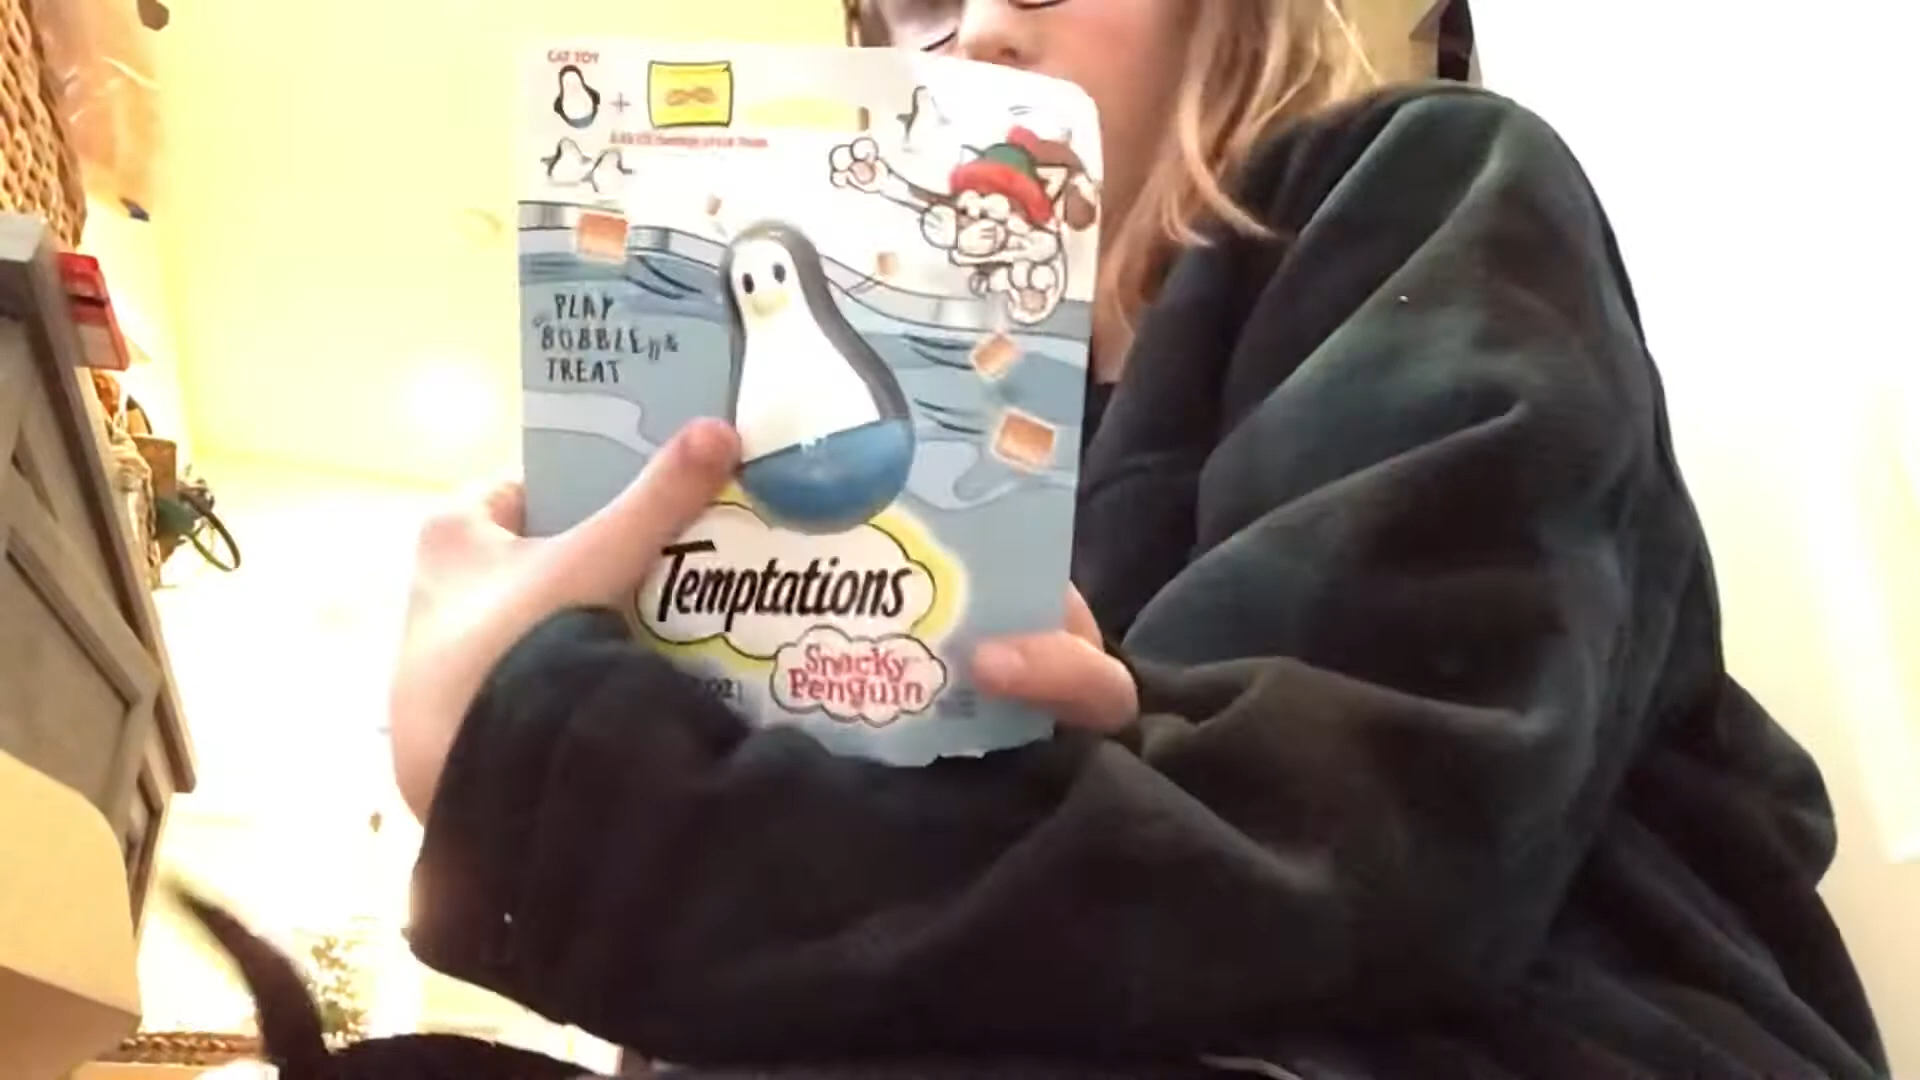 CAT TOY
PLAY
BOBBLE &
TREAT
Temptations
Snacky
Penguin